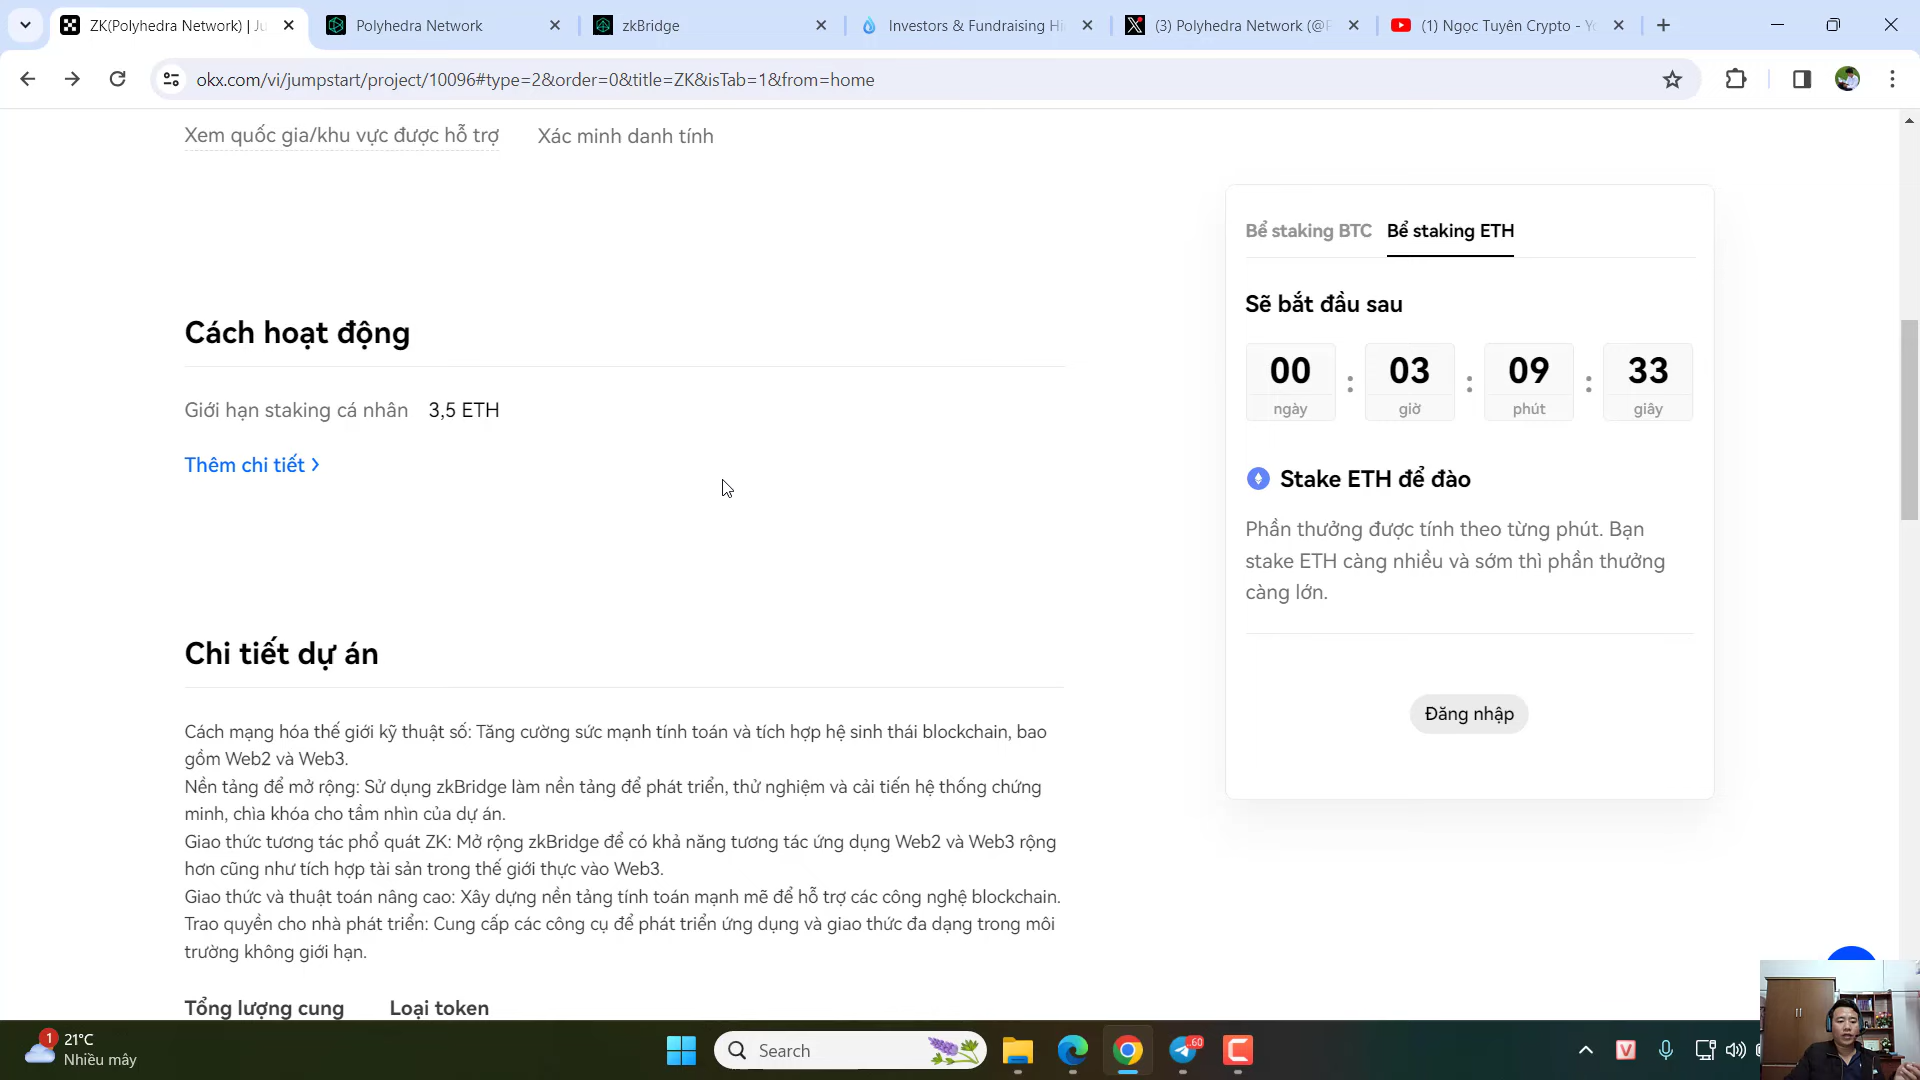 ZK(Polyhedra Network) | Ju
Polyhedra Network
zkBridge
Investors & Fundraising Hi
(3) Polyhedra Network (@P
(1) Ngọc Tuyên Crypto - Yo
okx.com/vi/jumpstart/project/10096#type=2&order=0&title=ZK&isTab=1&from=home
Xem quốc gia/khu vực được hỗ trợ Xác minh danh tính
Cách hoạt động
Giới hạn staking cá nhân 3,5 ETH
Thêm chi tiết >
Chi tiết dự án
Cách mạng hóa thế giới kỹ thuật số: Tăng cường sức mạnh tính toán và tích hợp hệ sinh thái blockchain, bao
gồm Web2 và Web3.
Nền tảng để mở rộng: Sử dụng zkBridge làm nền tảng để phát triển, thử nghiệm và cải tiến hệ thống chứng
minh, chìa khóa cho tầm nhìn của dự án.
Giao thức tương tác phổ quát ZK: Mở rộng zkBridge để có khả năng tương tác ứng dụng Web2 và Web3 rộng
hơn cũng như tích hợp tài sản trong thế giới thực vào Web3.
Giao thức và thuật toán nâng cao: Xây dựng nền tảng tính toán mạnh mẽ để hỗ trợ các công nghệ blockchain.
Trao quyền cho nhà phát triển: Cung cấp các công cụ để phát triển ứng dụng và giao thức đa dạng trong môi
trường không giới hạn.
Tổng lượng cung Loại token
Bể staking BTC Bể staking ETH
Sẽ bắt đầu sau
00 : 03 : 09 : 33
ngày giờ phút giây
Stake ETH để đào
Phần thưởng được tính theo từng phút. Bạn
stake ETH càng nhiều và sớm thì phần thưởng
càng lớn.
Đăng nhập
1
21°C
Nhiều mây
Search
60
V